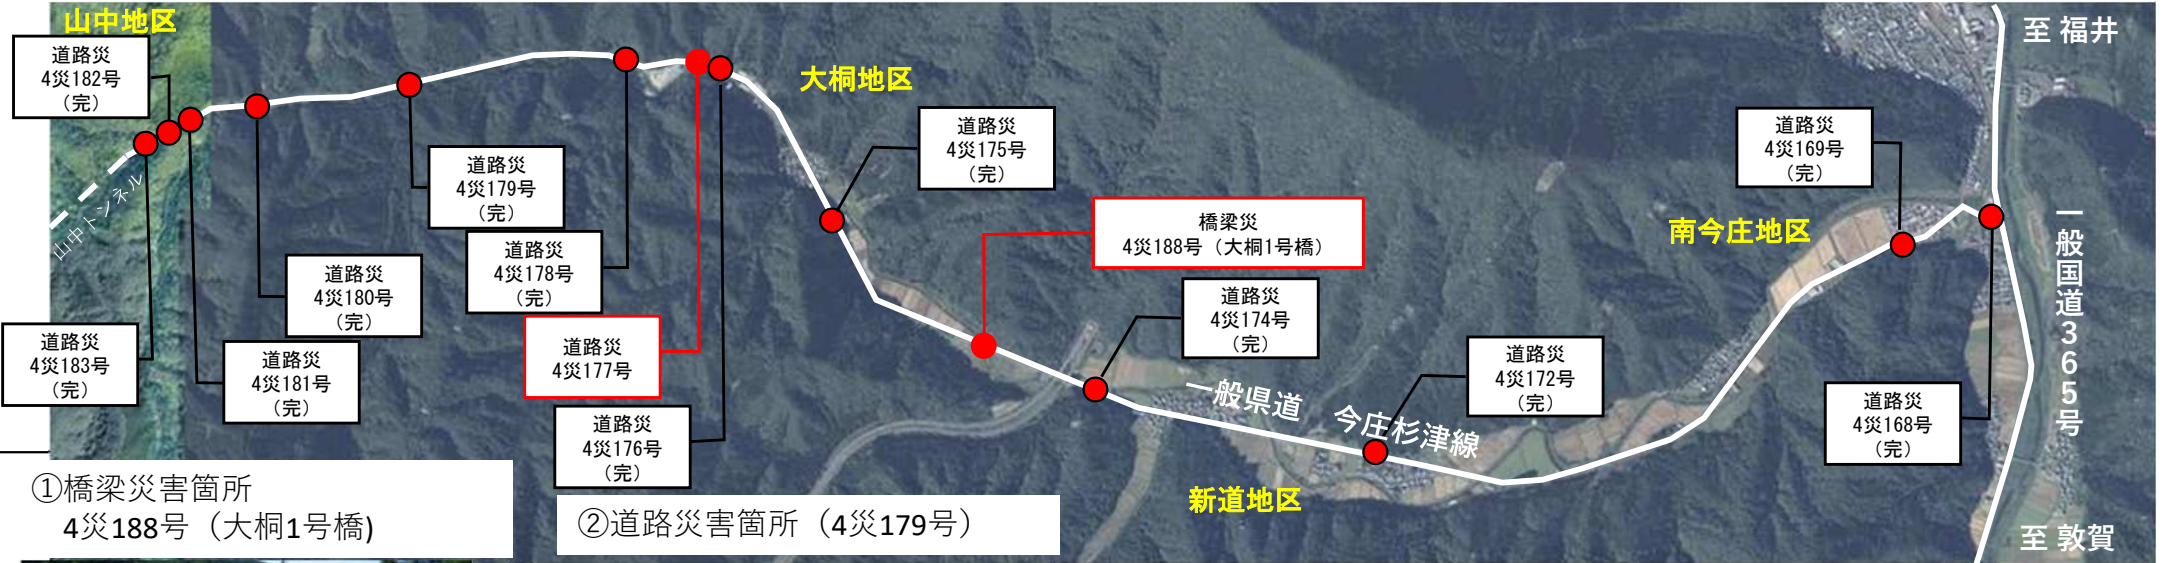 山中地区
道路災
4災182号
（完）
山中トンネル
道路災
4災183号
（完）
道路災
4災181号
（完）
道路災
4災180号
（完）
道路災
4災179号
（完）
道路災
4災178号
（完）
道路災
4災177号
道路災
4災176号
（完）
大桐地区
道路災
4災175号
（完）
橋梁災
4災188号（大桐1号橋）
道路災
4災174号
（完）
一般県道　今庄杉津線
新道地区
道路災
4災172号
（完）
南今庄地区
道路災
4災169号
（完）
道路災
4災168号
（完）
至 福井
一般国道365号
至 敦賀
①橋梁災害箇所
4災188号（大桐1号橋)
②道路災害箇所（4災179号）